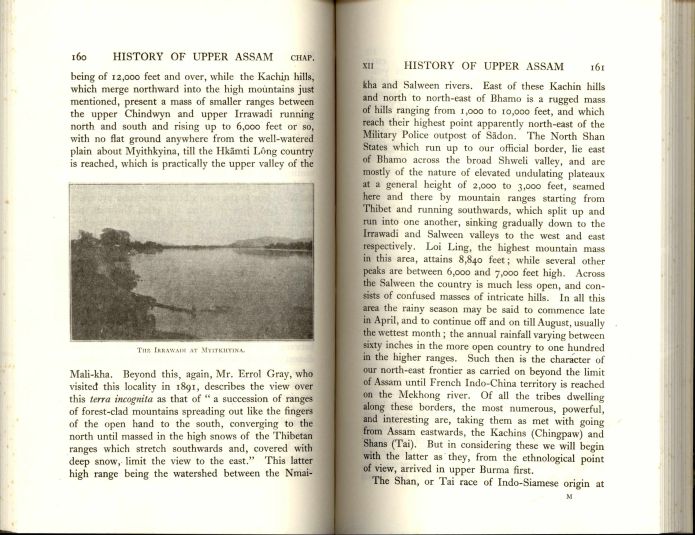 160 HISTORY OF UPPER ASSAM CHAP.
being of 12,000 feet and over, while the Kachin hills,
which merge northward into the high mountains just
mentioned, present a mass of smaller ranges between
the upper Chindwyn and upper Irrawadi running
north and south and rising up to 6,000 feet or so,
with no flat ground anywhere from the well-watered
plain about Myithkyina, till the Hkāmti Lông country
is reached, which is practically the upper valley of the
THE IRRAWADI AT MYITKHYINA.
Mali-kha. Beyond this, again, Mr. Errol Gray, who
visited this locality in 1891, describes the view over
this terra incognita as that of “ a succession of ranges
of forest-clad mountains spreading out like the fingers
of the open hand to the south, converging to the
north until massed in the high snows of the Thibetan
ranges which stretch southwards and, covered with
deep snow, limit the view to the east.” This latter
high range being the watershed between the Nmai-
XII HISTORY OF UPPER ASSAM 161
kha and Salween rivers. East of these Kachin hills
and north to north-east of Bhamo is a rugged mass
of hills ranging from 1,000 to 10,000 feet, and which
reach their highest point apparently north-east of the
Military Police outpost of Sādon. The North Shan
States which run up to our official border, lie east
of Bhamo across the broad Shweli valley, and are
mostly of the nature of elevated undulating plateaux
at a general height of 2,000 to 3,000 feet, seamed
here and there by mountain ranges starting from
Thibet and running southwards, which split up and
run into one another, sinking gradually down to the
Irrawadi and Salween valleys to the west and east
respectively. Loi Ling, the highest mountain mass
in this area, attains 8,840 feet ; while several other
peaks are between 6,000 and 7,000 feet high. Across
the Salween the country is much less open, and con-
sists of confused masses of intricate hills. In all this
area the rainy season may be said to commence late
in April, and to continue off and on till August, usually
the wettest month ; the annual rainfall varying between
sixty inches in the more open country to one hundred
in the higher ranges. Such then is the character of
our north-east frontier as carried on beyond the limit
of Assam until French Indo-China territory is reached
on the Mekhong river. Of all the tribes dwelling
along these borders, the most numerous, powerful,
and interesting are, taking them as met with going
from Assam eastwards, the Kachins (Chingpaw) and
Shans (Tai). But in considering these we will begin
with the latter as they, from the ethnological point
of view, arrived in upper Burma first.
The Shan, or Tai race of Indo-Siamese origin at
M